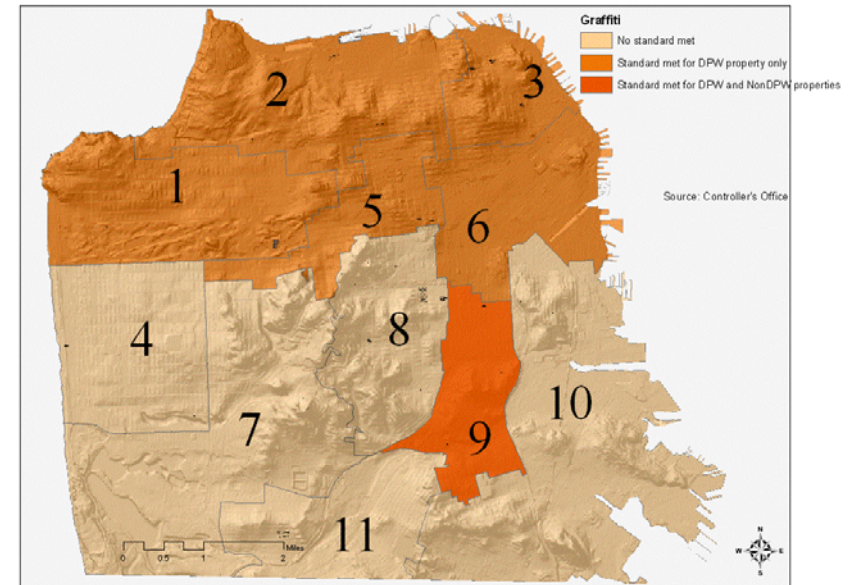 Graffiti
No standard met
Standard met for DPW property only
Standard met for DPW and NonDPW properties
2
3
1
Source: Controller's Office
5
6
4
8
10
7
9
11
N
W E
S
Miles
0 0.5 1 2